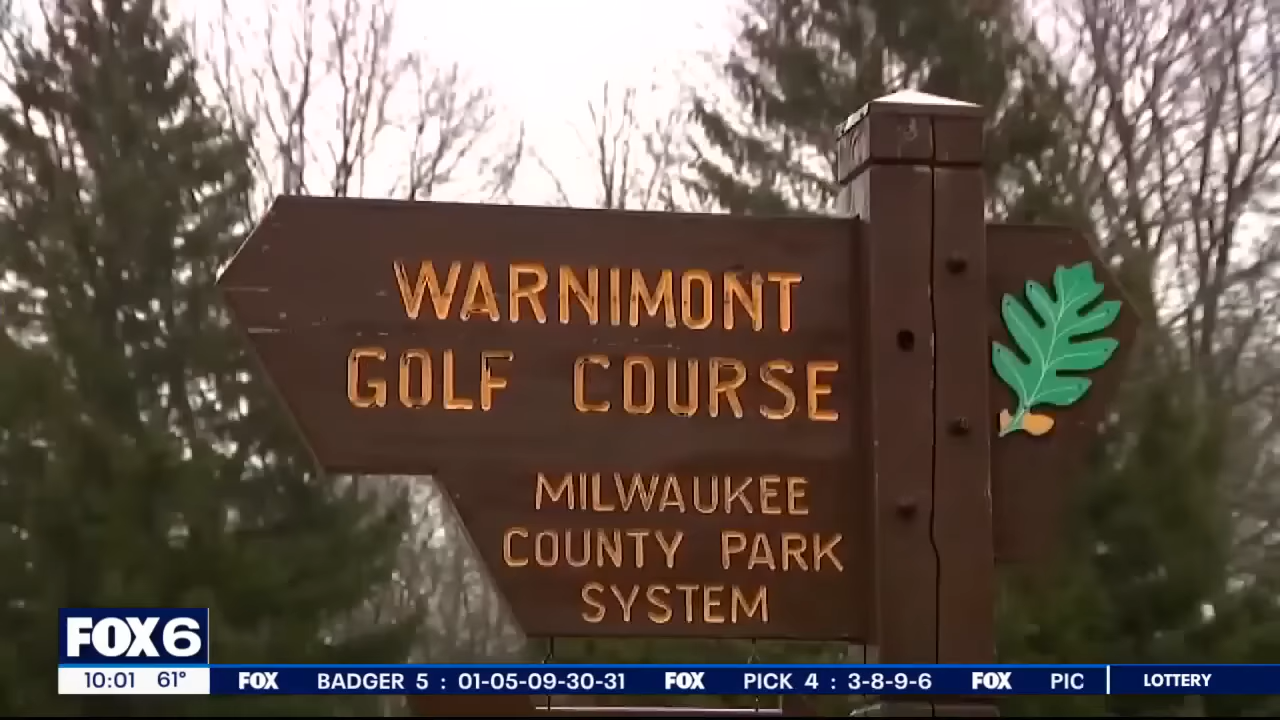 WARNIMONT
GOLF COURSE
MILWAUKEE
COUNTY PARK
SYSTEM
FOX6
10:01 61°
FOX BADGER 5 : 01-05-09-30-31 FOX PICK 4 : 3-8-9-6 FOX PIC LOTTERY